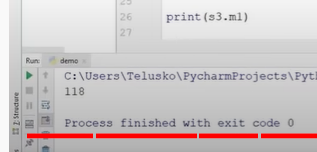 25
26 print(s3.m1)
27
Run: demo
C:\Users\Telusko\PycharmProjects\Pyth
118
Process finished with exit code 0
Z: Structure